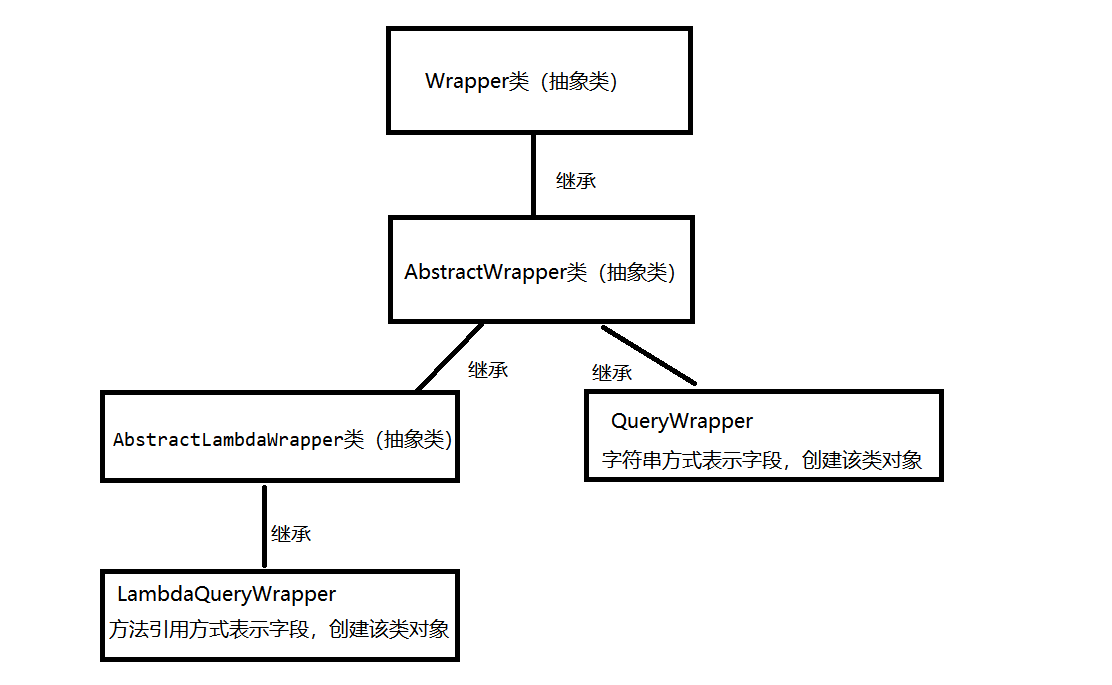 Wrapper类（抽象类）
继承
AbstractWrapper类（抽象类）
继承
继承
AbstractLambdaWrapper类（抽象类）
QueryWrapper
字符串方式表示字段，创建该类对象
继承
LambdaQueryWrapper
方法引用方式表示字段，创建该类对象